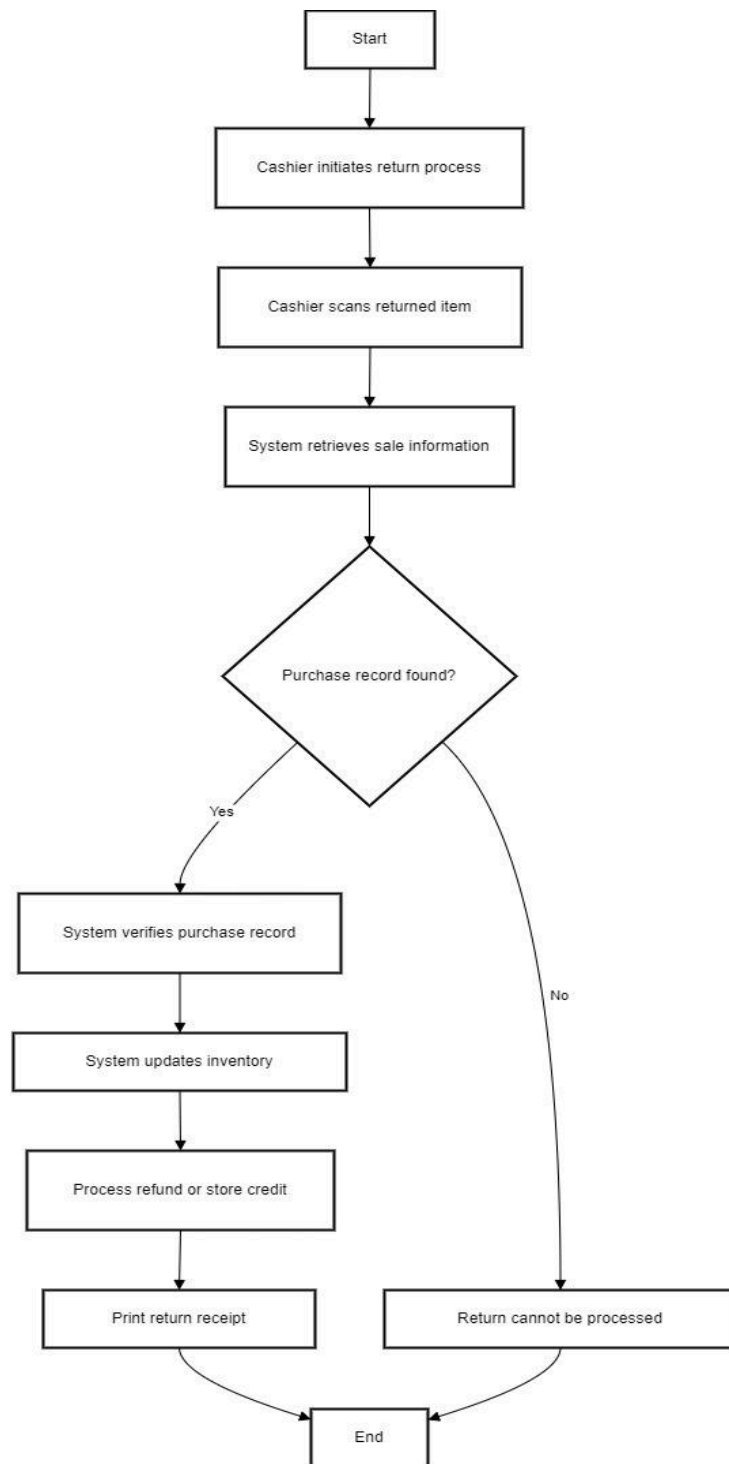 Start
Cashier initiates return process
Cashier scans returned item
System retrieves sale information
Purchase record found?
Yes
System verifies purchase record
No
System updates inventory
Process refund or store credit
Print return receipt
Return cannot be processed
End